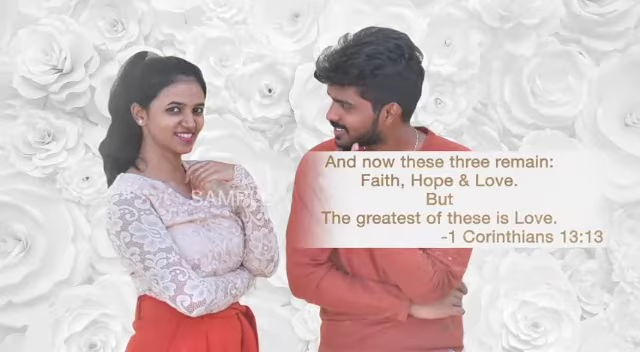 SAMPLE
And now these three remain:
Faith, Hope & Love.
But
The greatest of these is Love.
-1 Corinthians 13:13